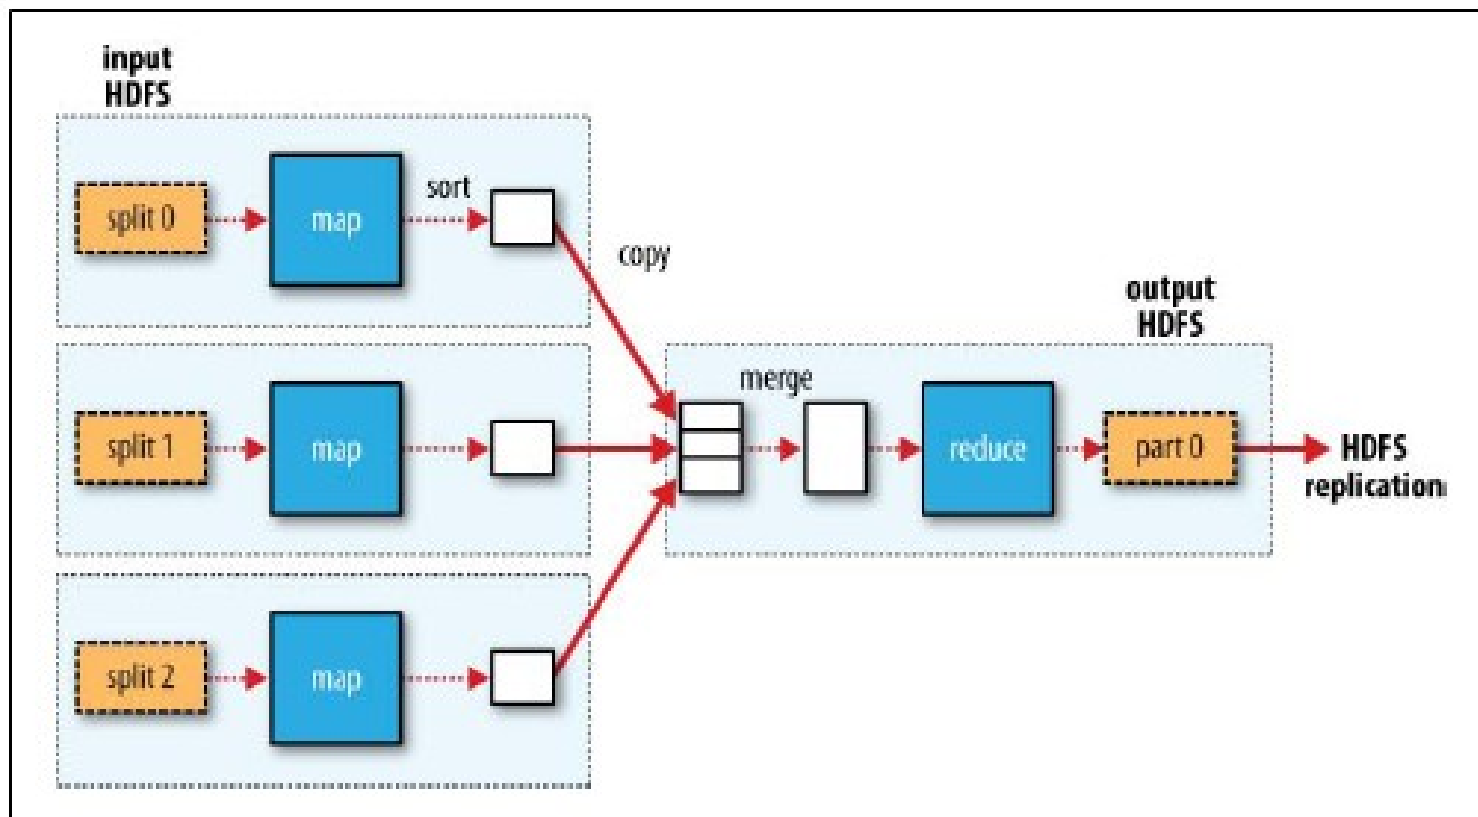 input
HDFS
split 0
map
sort
copy
split 1
map
split 2
map
merge
reduce
output
HDFS
part 0
HDFS
replication